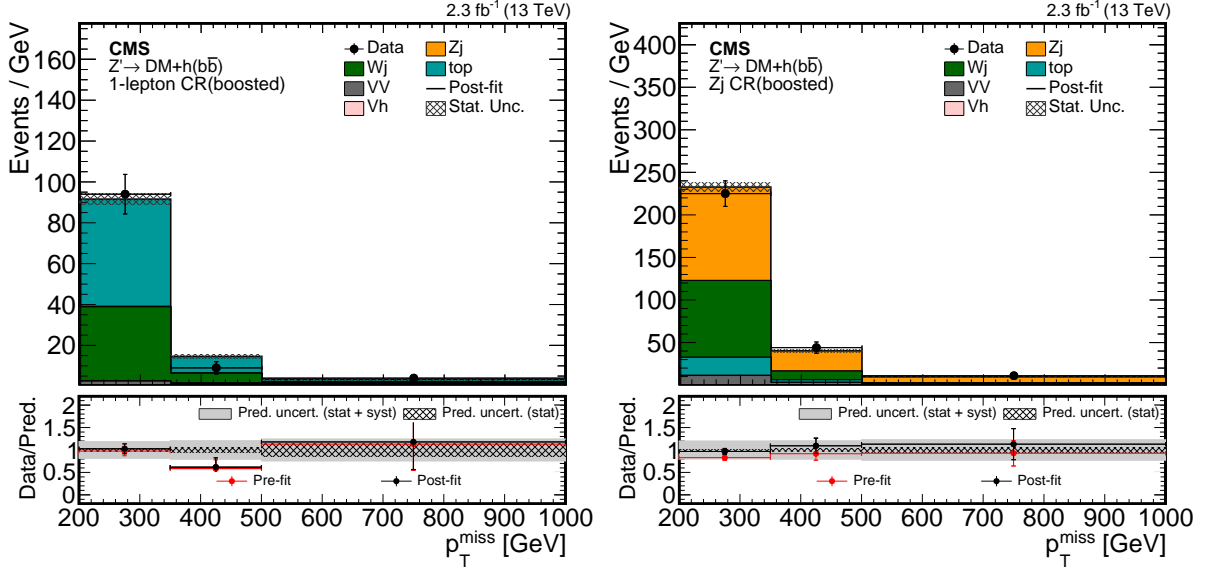 2.3 fb⁻¹ (13 TeV)
CMS
Z'→ DM+h(bb̄)
1-lepton CR(boosted)
Data
Zj
Wj
top
VV
Post-fit
Vh
Stat. Unc.
Events / GeV
160
140
120
100
80
60
40
20
Pred. uncert. (stat + syst)
Pred. uncert. (stat)
Data/Pred.
2
1.5
1
0.5
0
Pre-fit
Post-fit
200 300 400 500 600 700 800 900 1000
p_T^miss [GeV]
2.3 fb⁻¹ (13 TeV)
CMS
Z'→ DM+h(bb̄)
Zj CR(boosted)
Data
Zj
Wj
top
VV
Post-fit
Vh
Stat. Unc.
Events / GeV
400
350
300
250
200
150
100
50
Pred. uncert. (stat + syst)
Pred. uncert. (stat)
Data/Pred.
2
1.5
1
0.5
0
Pre-fit
Post-fit
200 300 400 500 600 700 800 900 1000
p_T^miss [GeV]